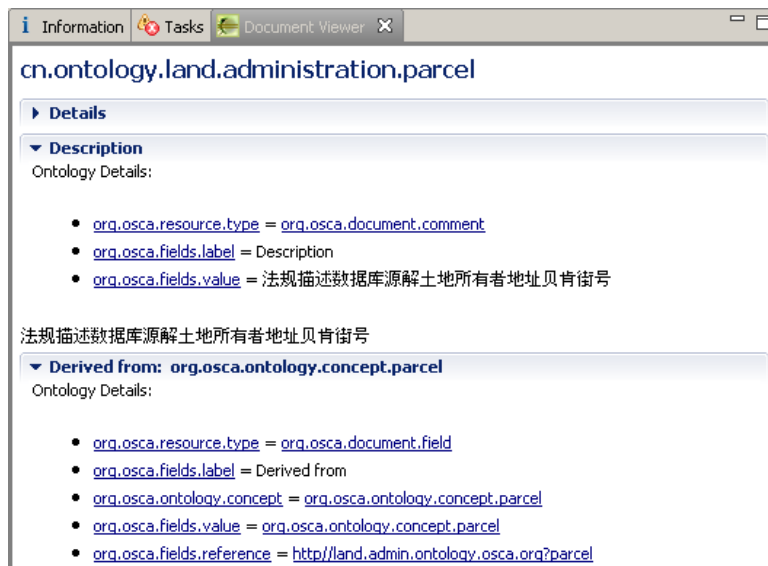 Information Tasks Document Viewer
cn.ontology.land.administration.parcel
Details
Description
Ontology Details:
org.osca.resource.type = org.osca.document.comment
org.osca.fields.label = Description
org.osca.fields.value = 法规描述数据库源解土地所有者地址贝肯街号
法规描述数据库源解土地所有者地址贝肯街号
Derived from: org.osca.ontology.concept.parcel
Ontology Details:
org.osca.resource.type = org.osca.document.field
org.osca.fields.label = Derived from
org.osca.ontology.concept = org.osca.ontology.concept.parcel
org.osca.fields.value = org.osca.ontology.concept.parcel
org.osca.fields.reference = http//land.admin.ontology.osca.org?parcel